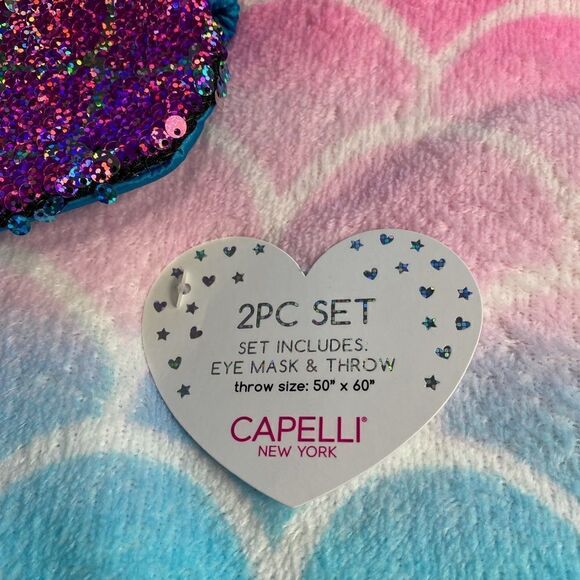 2PC SET
SET INCLUDES:
EYE MASK & THROW
throw size: 50" x 60"
CAPELLI®
NEW YORK